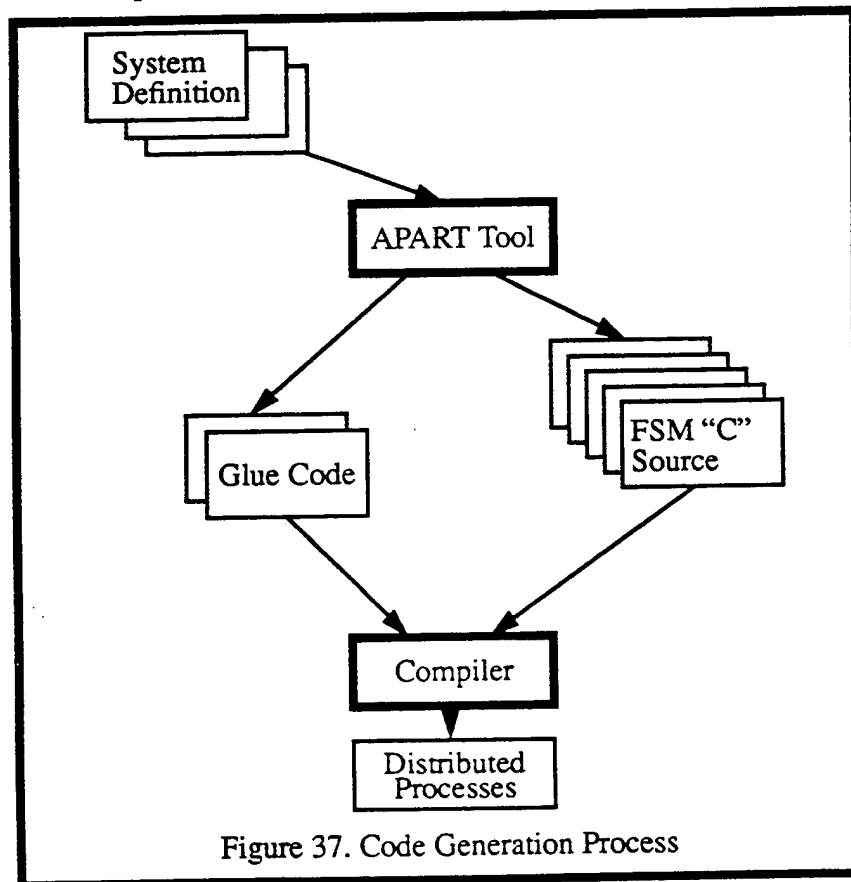 System
Definition
APART Tool
Glue Code
FSM “C”
Source
Compiler
Distributed
Processes
Figure 37. Code Generation Process